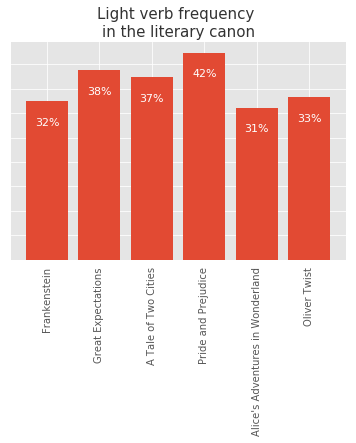 Light verb frequency
in the literary canon
32%
38%
37%
42%
31%
33%
Frankenstein
Great Expectations
A Tale of Two Cities
Pride and Prejudice
Alice's Adventures in Wonderland
Oliver Twist